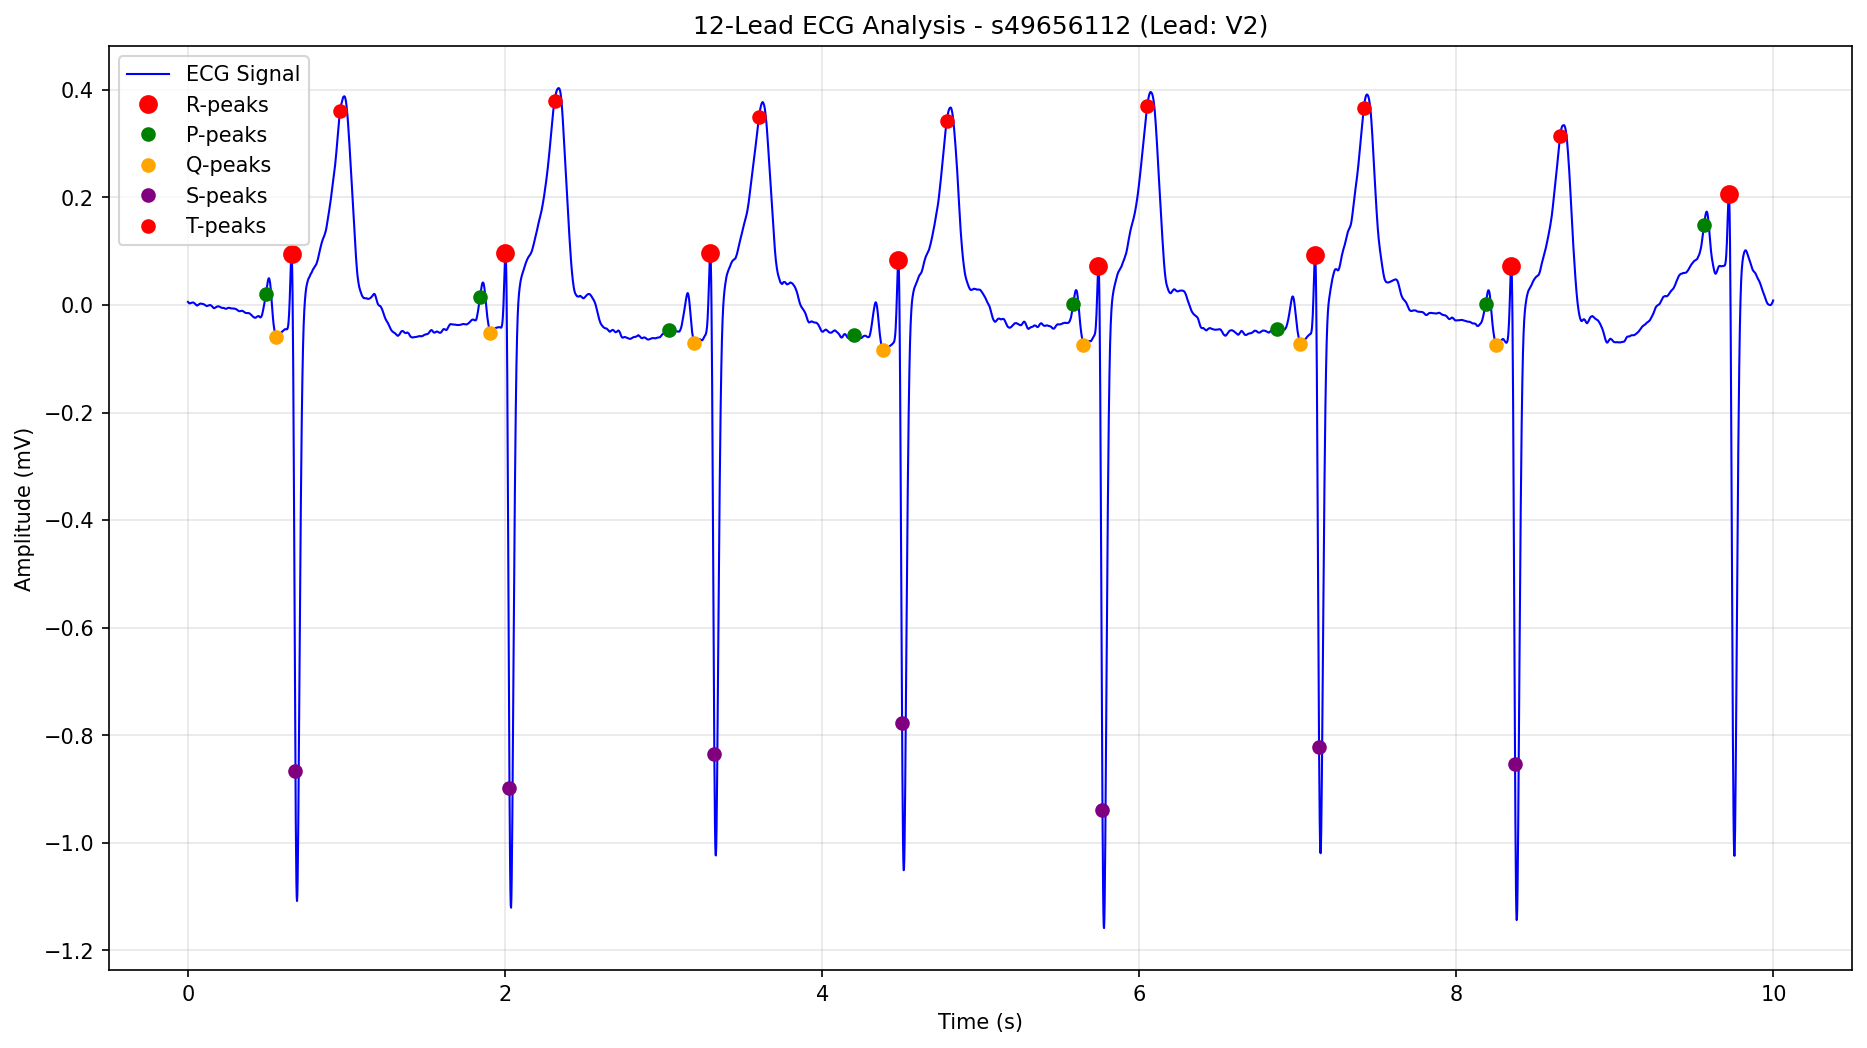 12-Lead ECG Analysis - s49656112 (Lead: V2)
ECG Signal
R-peaks
P-peaks
Q-peaks
S-peaks
T-peaks
0.4
0.2
0.0
−0.2
−0.4
−0.6
−0.8
−1.0
−1.2
Amplitude (mV)
0 2 4 6 8 10
Time (s)